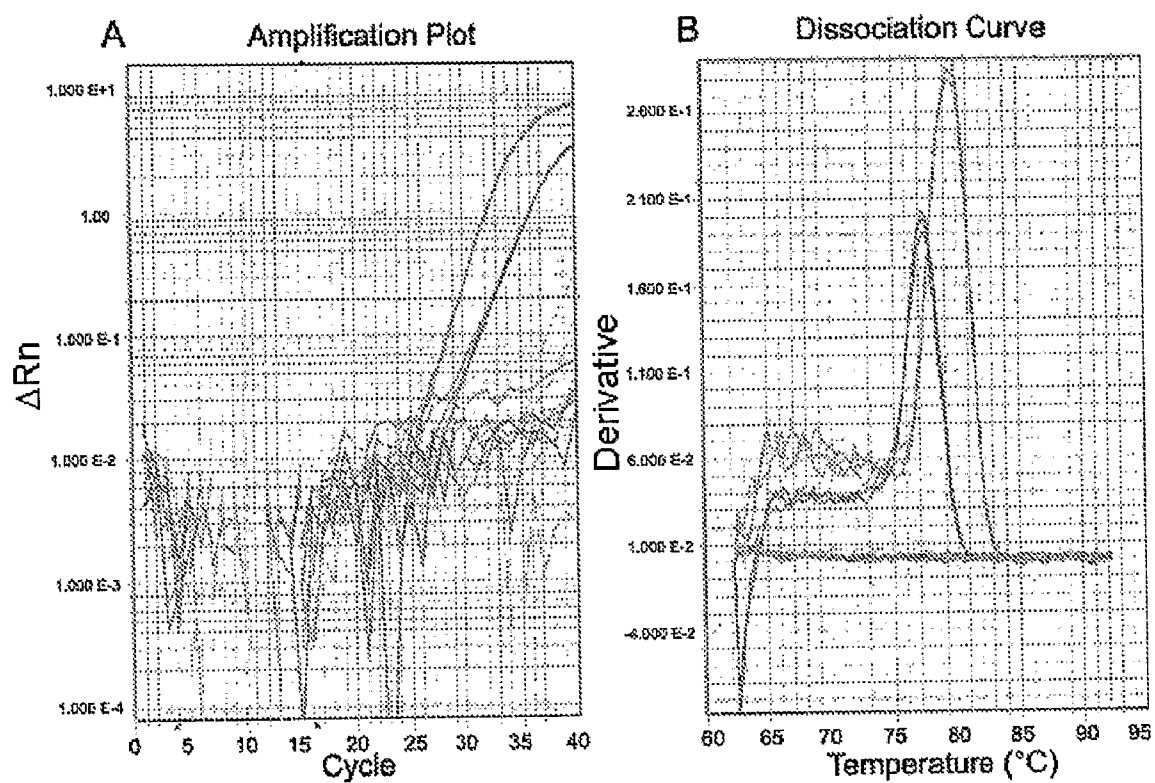 A
Amplification Plot
1.000 E+1
1.00
1.000 E-1
1.000 E-2
1.000 E-3
1.000 E-4
ΔRn
0 5 10 15 20 25 30 35 40
Cycle
B
Dissociation Curve
2.600 E-1
2.100 E-1
1.600 E-1
1.100 E-1
6.000 E-2
1.000 E-2
-4.000 E-2
Derivative
60 65 70 75 80 85 90 95
Temperature (°C)